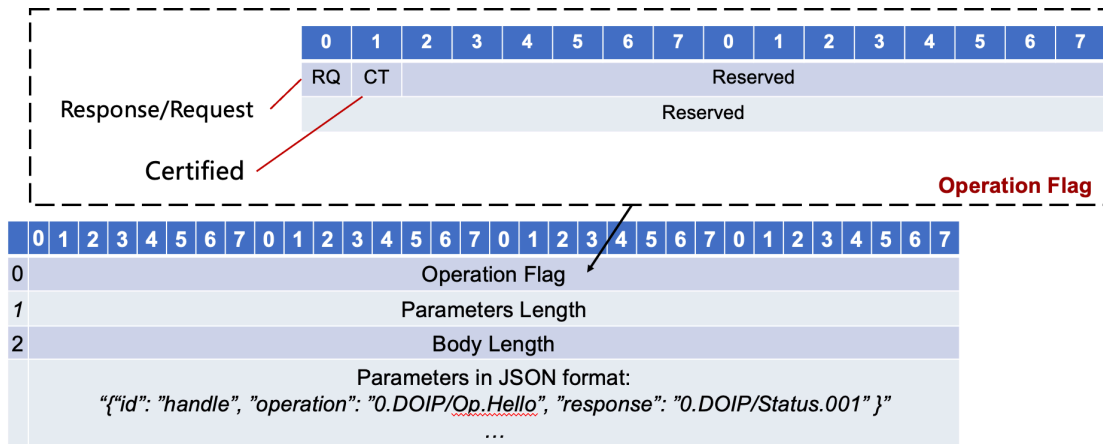 0 1 2 3 4 5 6 7 0 1 2 3 4 5 6 7
RQ CT Reserved
Response/Request
Reserved
Certified
Operation Flag
0 1 2 3 4 5 6 7 0 1 2 3 4 5 6 7 0 1 2 3 4 5 6 7 0 1 2 3 4 5 6 7
0 Operation Flag
1 Parameters Length
2 Body Length
Parameters in JSON format:
“{“id”: ”handle”, ”operation”: ”0.DOIP/Op.Hello”, ”response”: ”0.DOIP/Status.001” }”
…